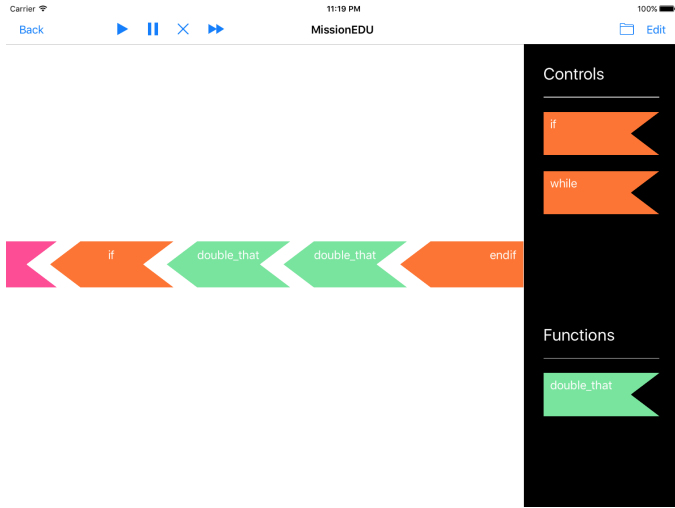 Carrier 11:19 PM 100%
Back MissionEDU Edit
Controls
if
while
if double_that double_that endif
Functions
double_that